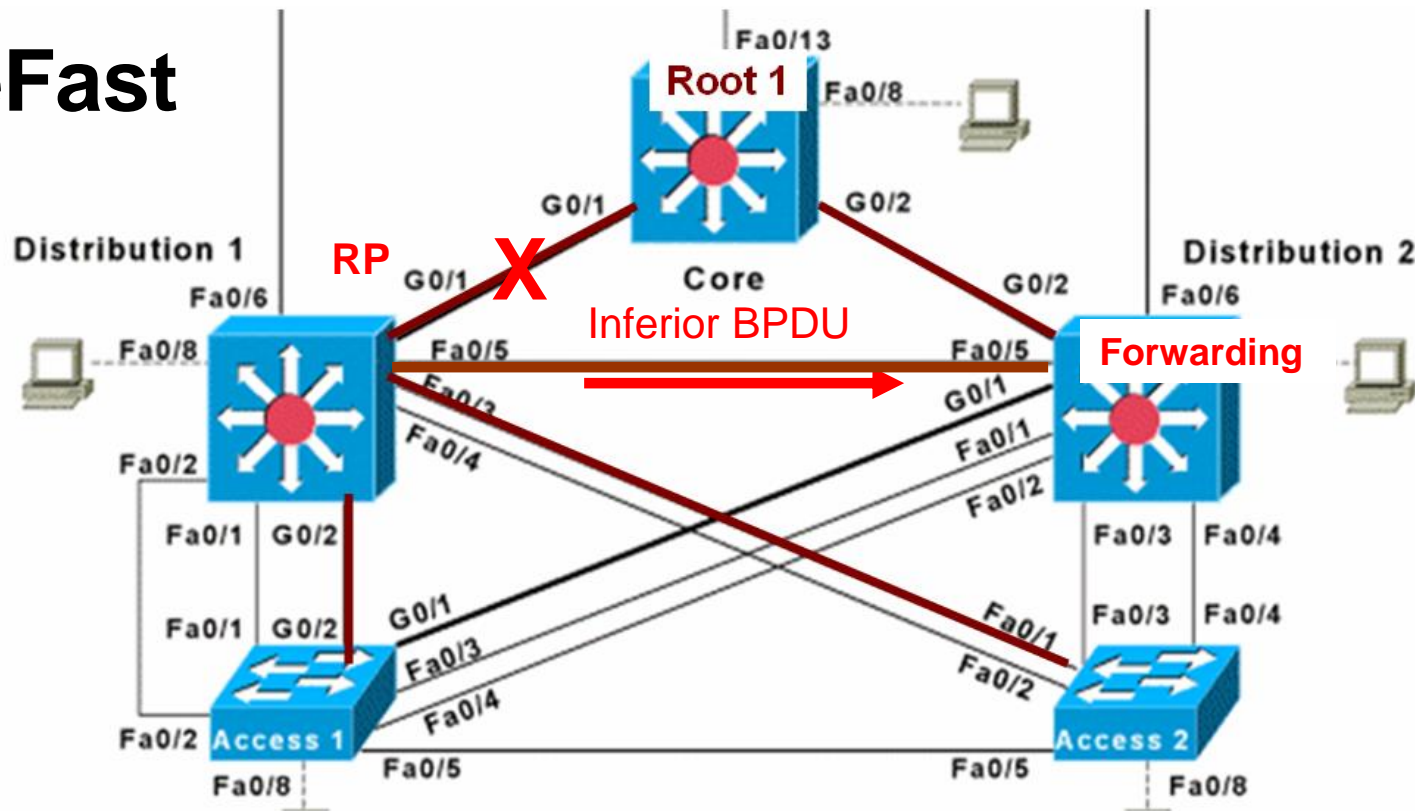 Fast
Fa0/13
Root 1
Fa0/8
G0/1
G0/2
Distribution 1
RP
G0/1
X
Core
G0/2
Distribution 2
Fa0/6
Fa0/6
Inferior BPDU
Fa0/8
Fa0/5
Fa0/5
Forwarding
Fa0/3
G0/1
Fa0/4
Fa0/1
Fa0/2
Fa0/2
Fa0/1
G0/2
Fa0/3
Fa0/4
G0/1
Fa0/1
G0/2
Fa0/1
Fa0/3
Fa0/4
Fa0/3
Fa0/2
Fa0/4
Fa0/2
Access 1
Access 2
Fa0/5
Fa0/5
Fa0/8
Fa0/8